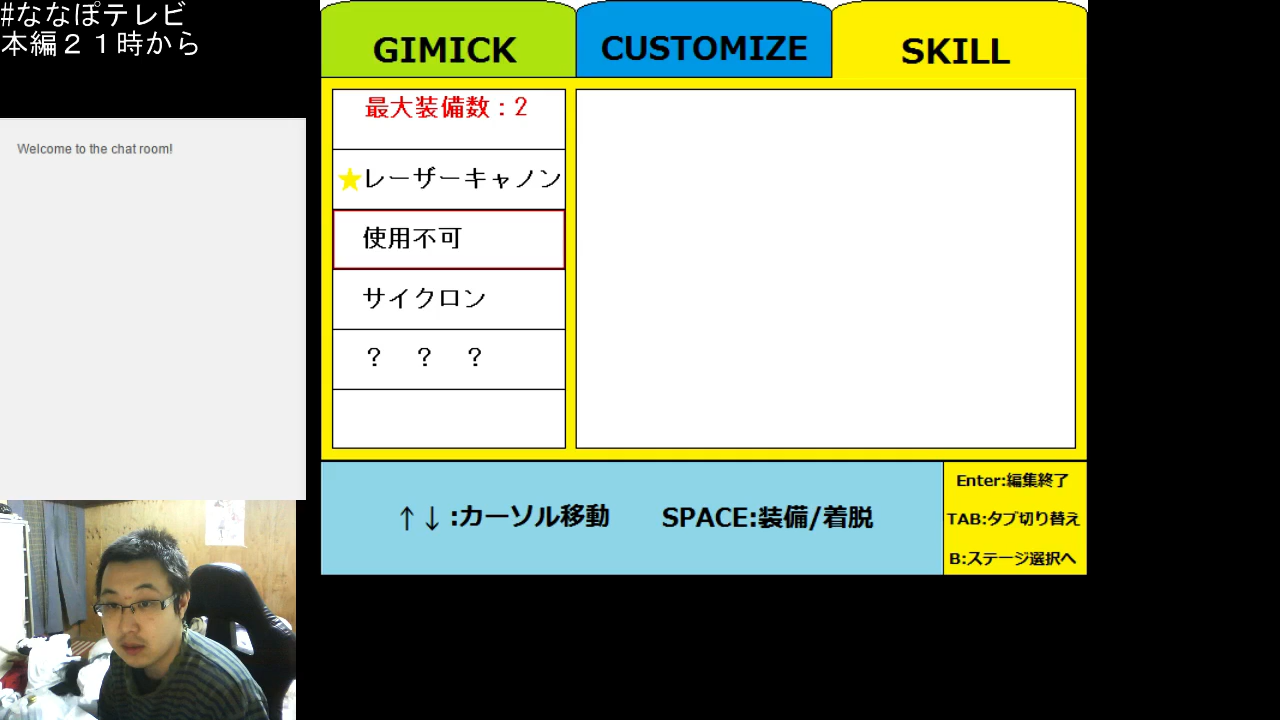 #ななぽテレビ
本編２１時から
Welcome to the chat room!
GIMICK
CUSTOMIZE
SKILL
最大装備数：2
★レーザーキャノン
使用不可
サイクロン
？　？　？
↑↓:カーソル移動
SPACE:装備/着脱
Enter:編集終了
TAB:タブ切り替え
B:ステージ選択へ